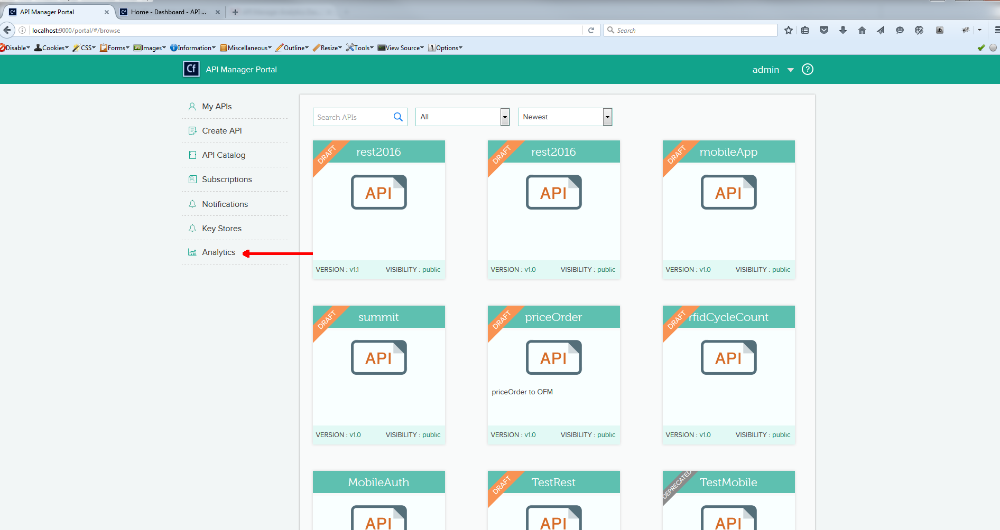 API Manager Portal
Home - Dashboard - API ...
localhost:9000/portal/#/browse
Search
Disable
Cookies
CSS
Forms
Images
Information
Miscellaneous
Outline
Resize
Tools
View Source
Options
Cf
API Manager Portal
admin
?
My APIs
Create API
API Catalog
Subscriptions
Notifications
Key Stores
Analytics
Search APIs
All
Newest
DRAFT
rest2016
API
VERSION : v1.1
VISIBILITY : public
DRAFT
rest2016
API
VERSION : v1.0
VISIBILITY : public
DRAFT
mobileApp
API
VERSION : v1.0
VISIBILITY : public
DRAFT
summit
API
VERSION : v1.0
VISIBILITY : public
DRAFT
priceOrder
API
priceOrder to OFM
VERSION : v1.0
VISIBILITY : public
DRAFT
rfidCycleCount
API
VERSION : v1.0
VISIBILITY : public
MobileAuth
API
DRAFT
TestRest
API
DEPRECATED
TestMobile
API